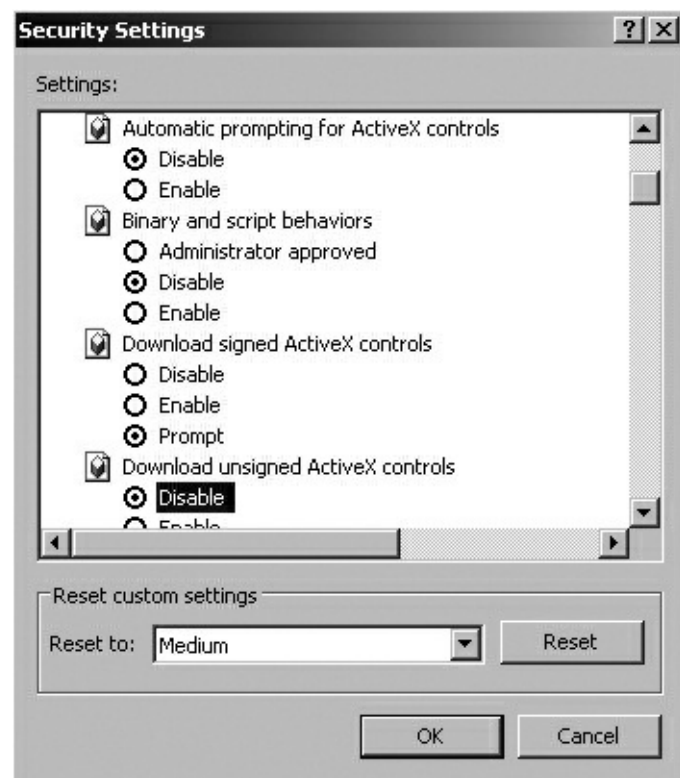 Security Settings
Settings:
Automatic prompting for ActiveX controls
Disable
Enable
Binary and script behaviors
Administrator approved
Disable
Enable
Download signed ActiveX controls
Disable
Enable
Prompt
Download unsigned ActiveX controls
Disable
Enable
Reset custom settings
Reset to: Medium Reset
OK Cancel